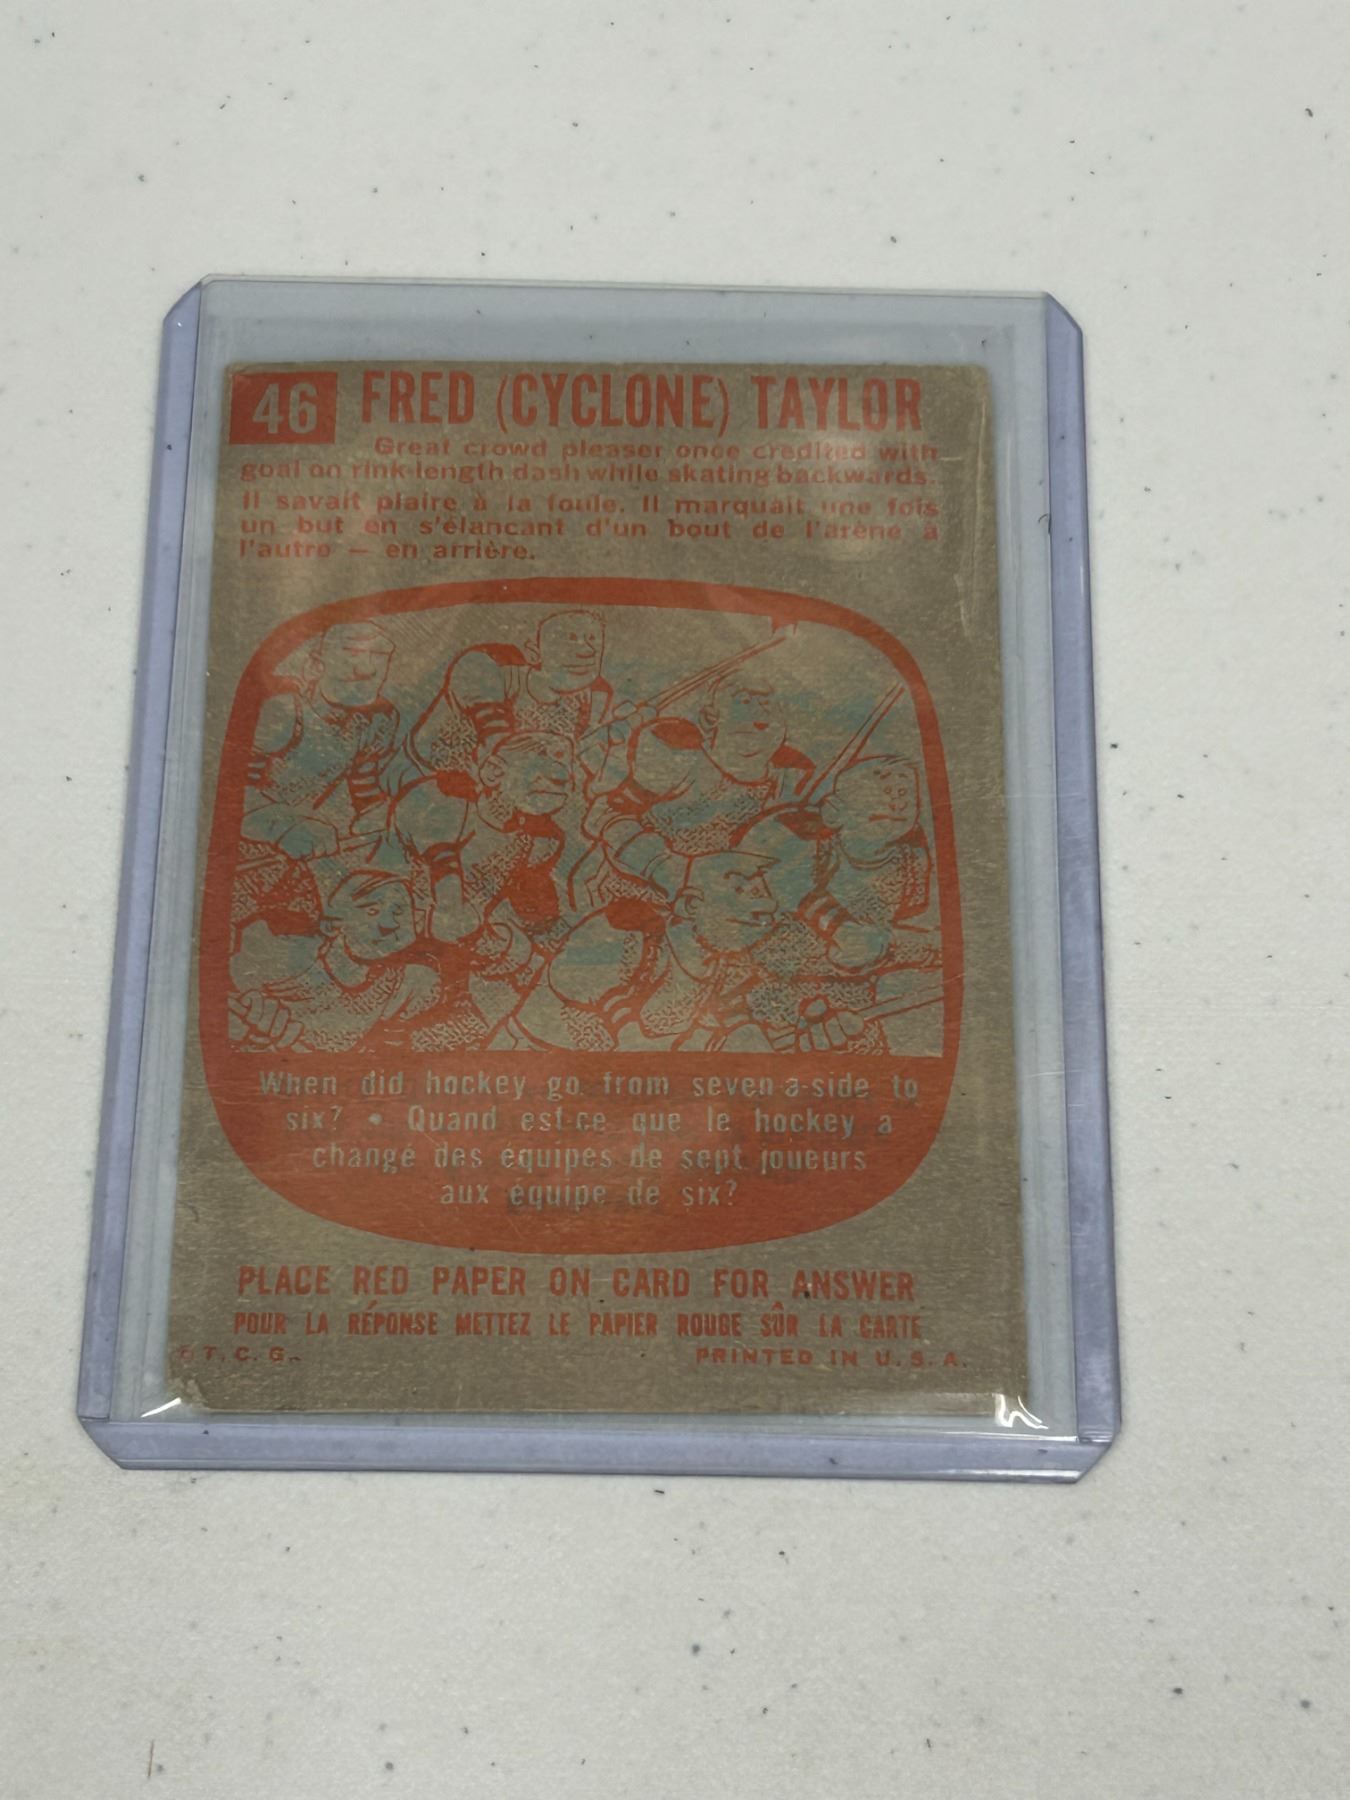 46 FRED (CYCLONE) TAYLOR
Great crowd pleaser once credited with
goal on rink-length dash while skating backwards.
Il savait plaire à la foule. Il marquait une fois
un but en s'élancant d'un bout de l'arène à
l'autro — en arrière.
When did hockey go from seven-a-side to
six? • Quand est-ce que le hockey a
changé des équipes de sept joueurs
aux équipe de six?
PLACE RED PAPER ON CARD FOR ANSWER
POUR LA RÉPONSE METTEZ LE PAPIER ROUGE SÛR LA CARTE
T. C. G. PRINTED IN U. S. A.